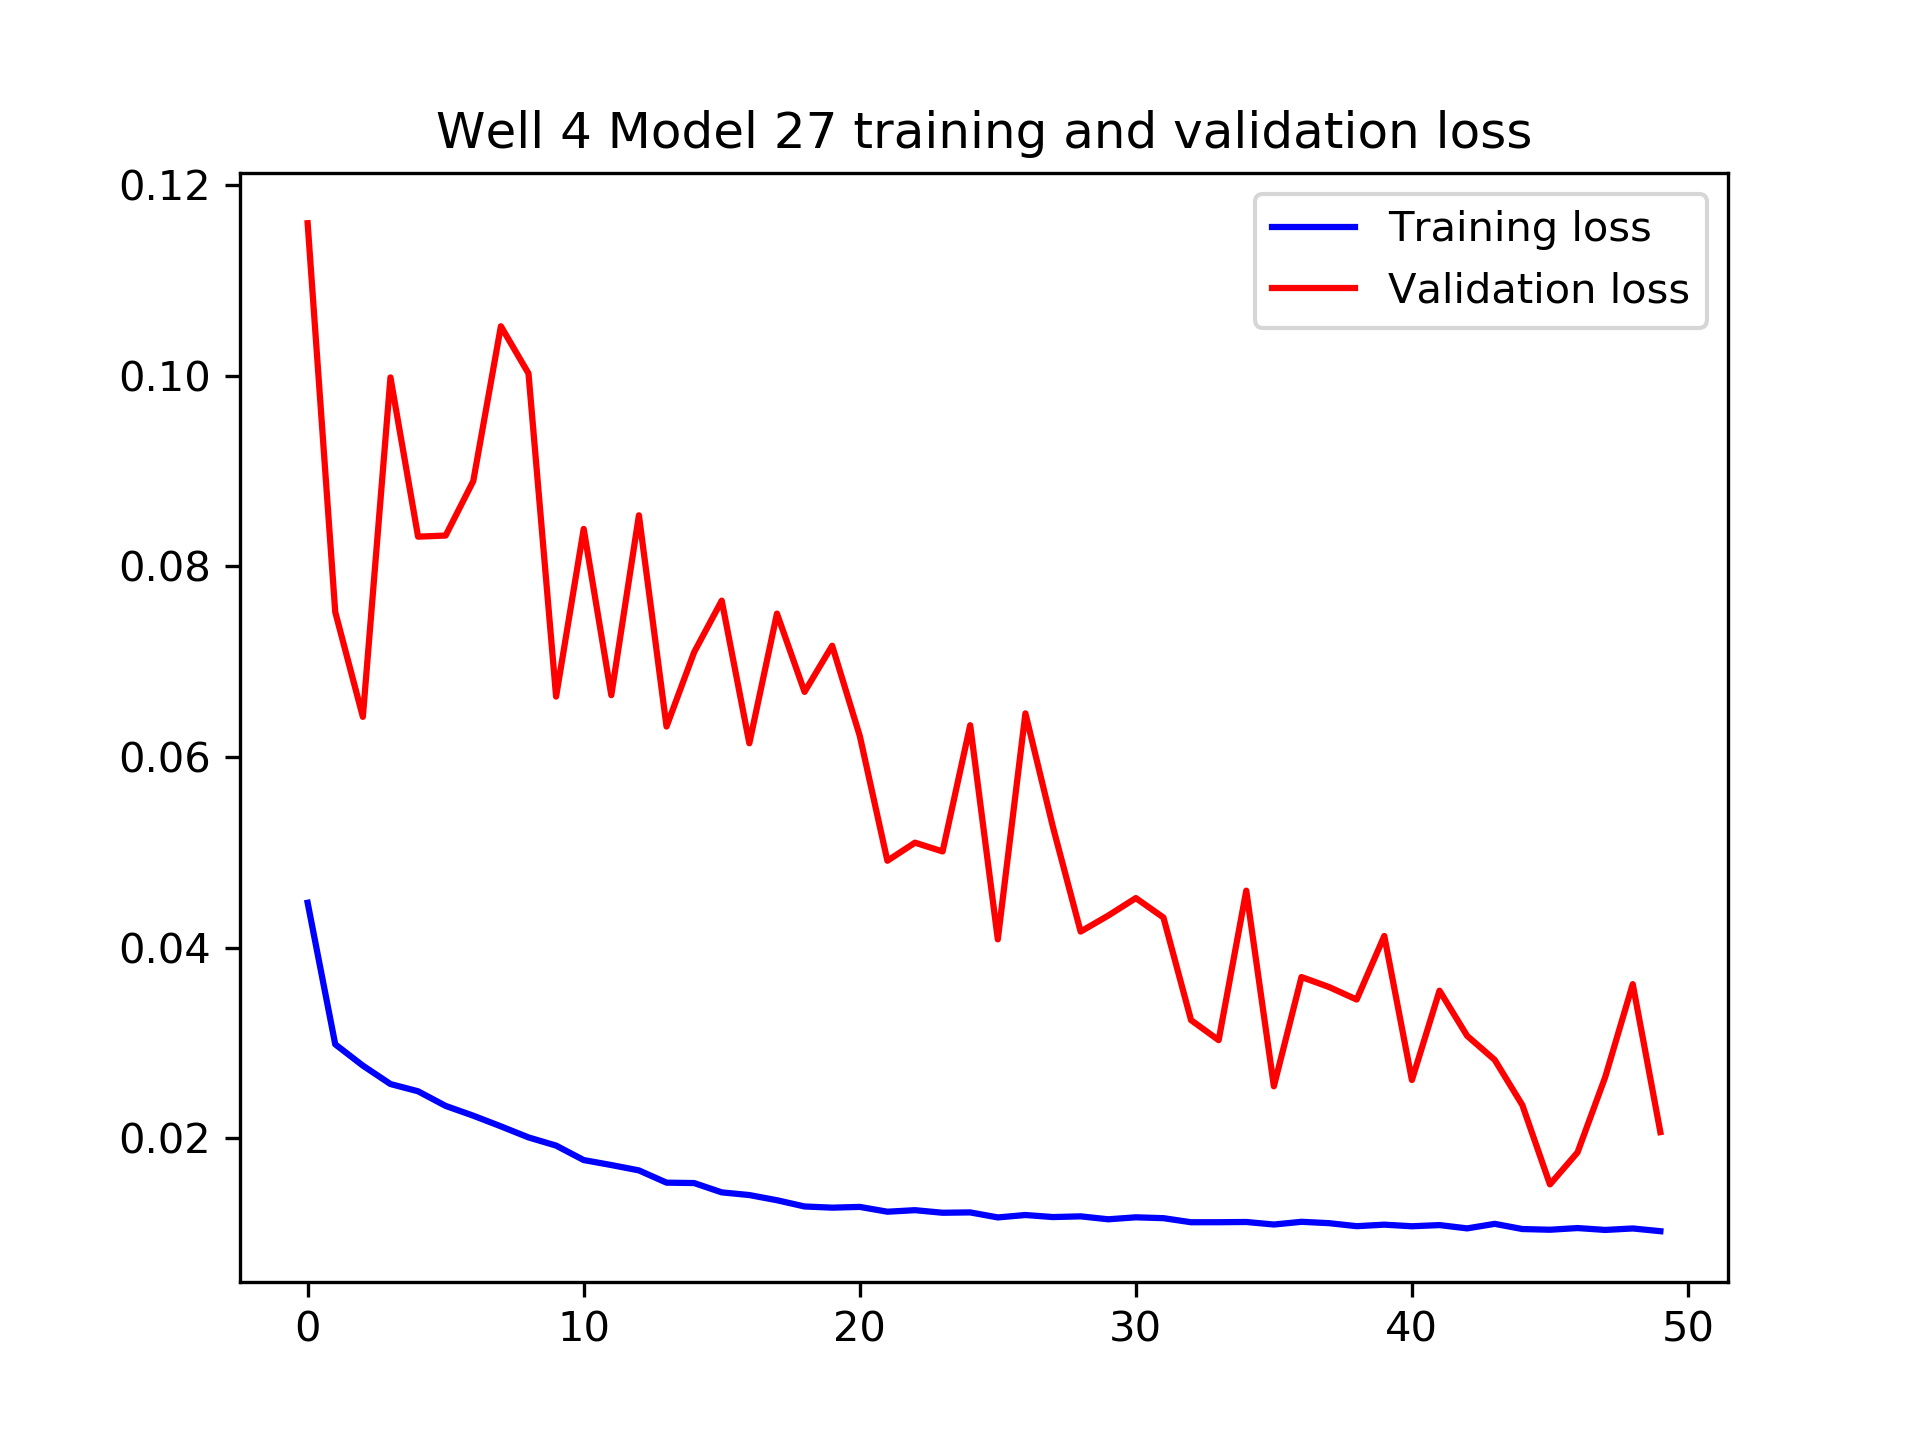 Well 4 Model 27 training and validation loss
Training loss
Validation loss
0.12
0.10
0.08
0.06
0.04
0.02
0 10 20 30 40 50